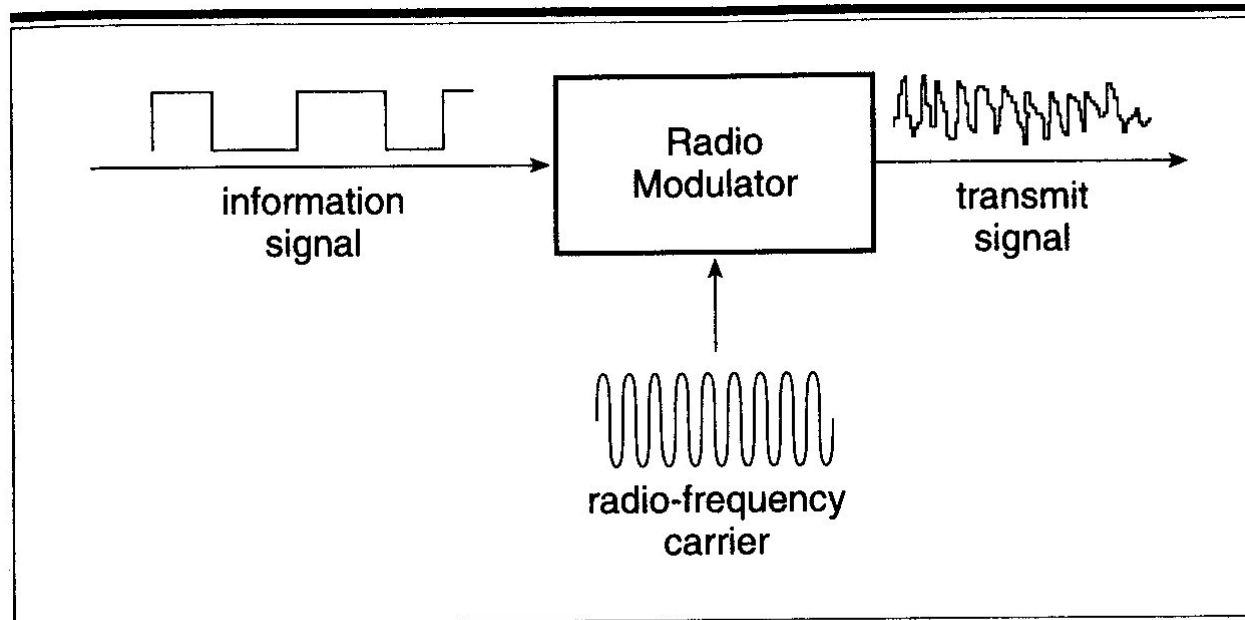 Radio
Modulator
information
signal
transmit
signal
radio-frequency
carrier